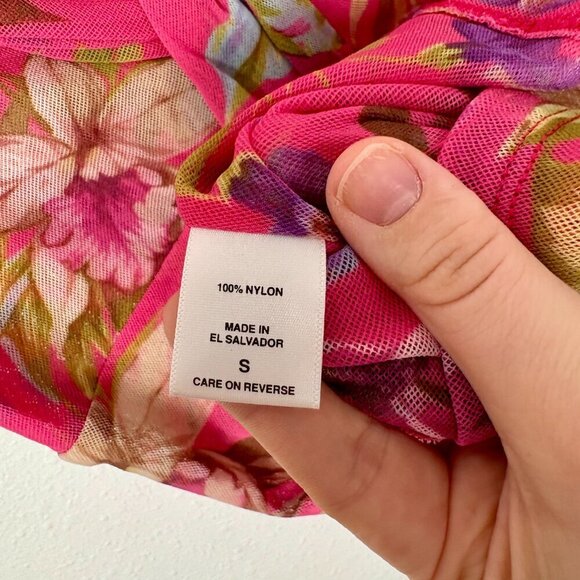 100% NYLON
MADE IN
EL SALVADOR
S
CARE ON REVERSE